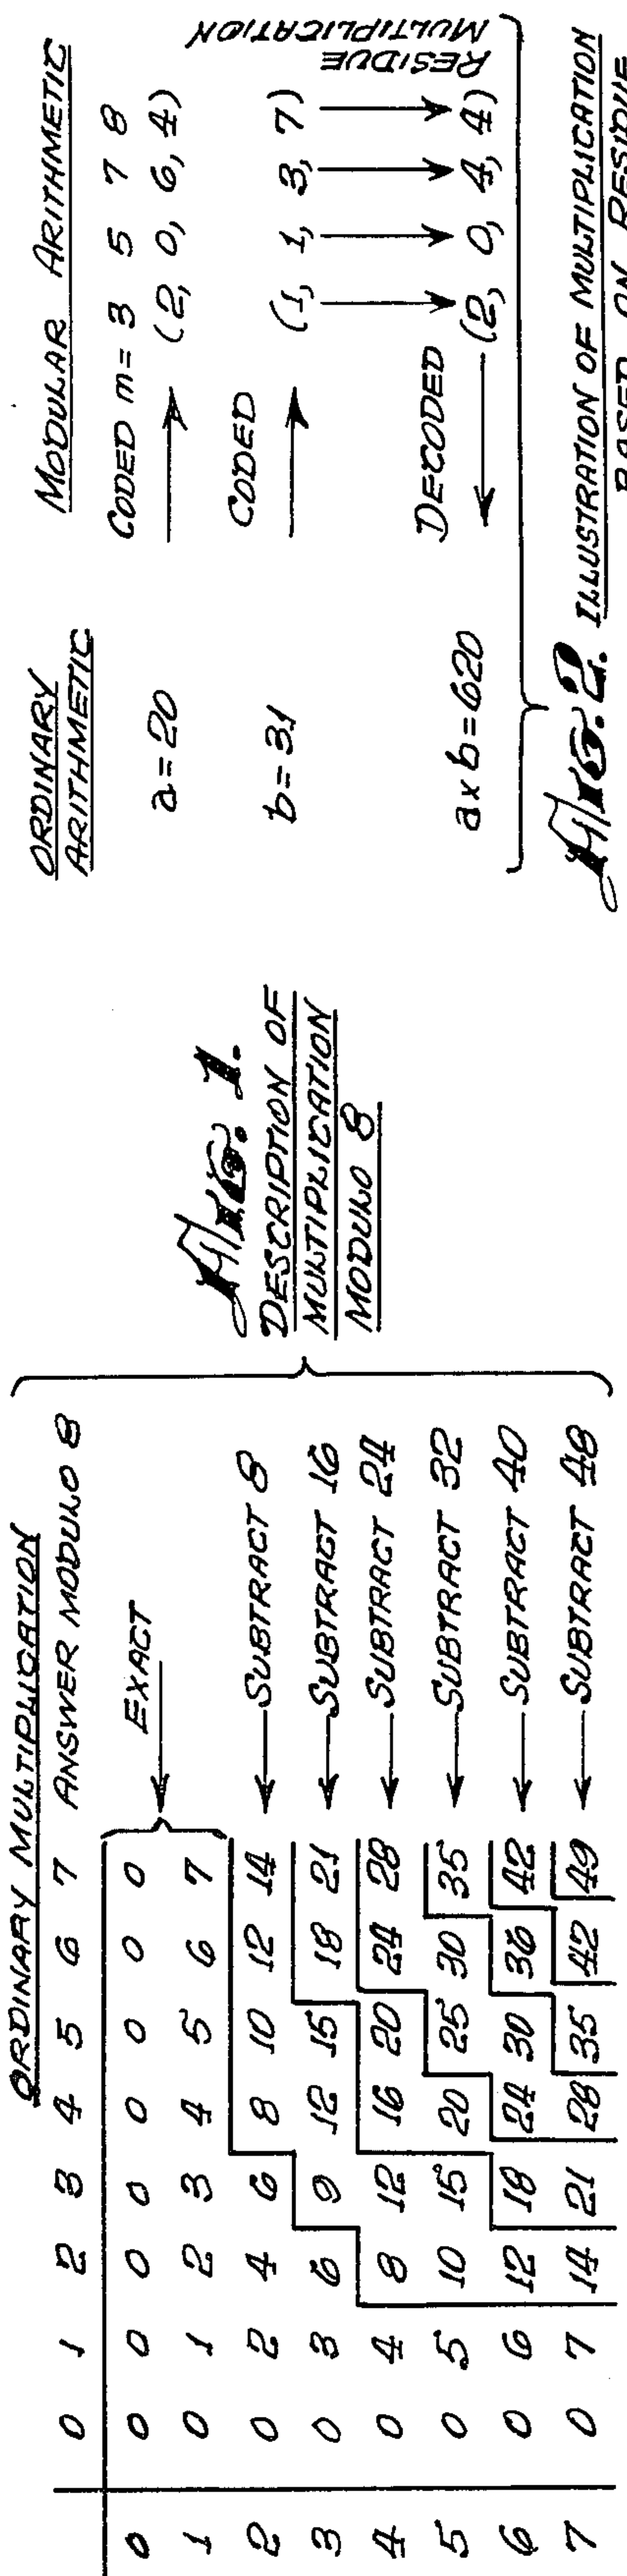 ORDINARY MULTIPLICATION
0 1 2 3 4 5 6 7 ANSWER MODULO 8
0 0 0 0 0 0 0 0 0 EXACT
1 0 1 2 3 4 5 6 7
2 0 2 4 6 8 10 12 14 SUBTRACT 8
3 0 3 6 9 12 15 18 21 SUBTRACT 16
4 0 4 8 12 16 20 24 28 SUBTRACT 24
5 0 5 10 15 20 25 30 35 SUBTRACT 32
6 0 6 12 18 24 30 36 42 SUBTRACT 40
7 0 7 14 21 28 35 42 49 SUBTRACT 48
Fig. 1.
DESCRIPTION OF
MULTIPLICATION
MODULO 8
ORDINARY
ARITHMETIC
MODULAR ARITHMETIC
CODED m = 3 5 7 8
a = 20 (2, 0, 6, 4)
CODED
b = 31 (1, 1, 3, 7)
RESIDUE
MULTIPLICATION
DECODED
a x b = 620 (2, 0, 4, 4)
Fig. 2. ILLUSTRATION OF MULTIPLICATION
BASED ON RESIDUE